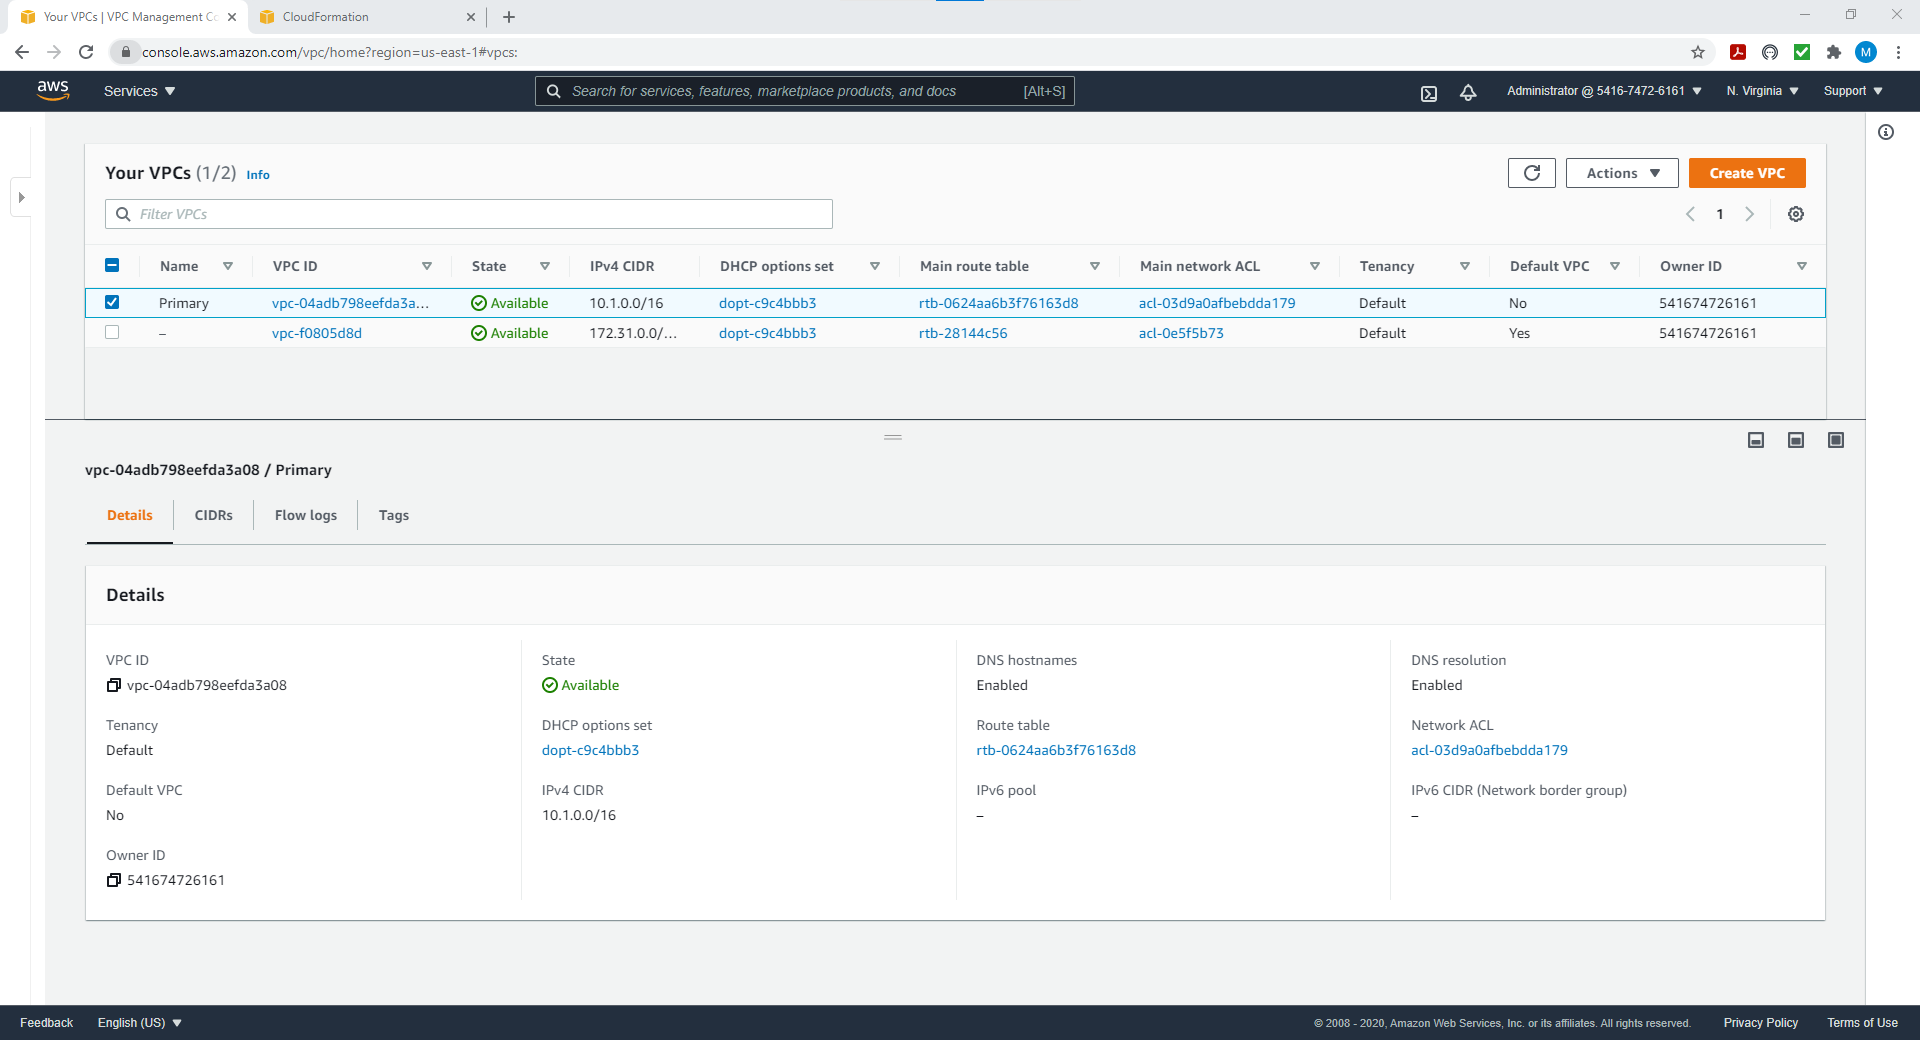 Your VPCs | VPC Management Co
CloudFormation
console.aws.amazon.com/vpc/home?region=us-east-1#vpcs:
M
aws
Services
Search for services, features, marketplace products, and docs [Alt+S]
Administrator @ 5416-7472-6161
N. Virginia
Support
Your VPCs (1/2) Info
Actions
Create VPC
Filter VPCs
1
Name VPC ID State IPv4 CIDR DHCP options set Main route table Main network ACL Tenancy Default VPC Owner ID
Primary vpc-04adb798eefda3a... Available 10.1.0.0/16 dopt-c9c4bbb3 rtb-0624aa6b3f76163d8 acl-03d9a0afbebdda179 Default No 541674726161
– vpc-f0805d8d Available 172.31.0.0/... dopt-c9c4bbb3 rtb-28144c56 acl-0e5f5b73 Default Yes 541674726161
vpc-04adb798eefda3a08 / Primary
Details CIDRs Flow logs Tags
Details
VPC ID State DNS hostnames DNS resolution
vpc-04adb798eefda3a08 Available Enabled Enabled
Tenancy DHCP options set Route table Network ACL
Default dopt-c9c4bbb3 rtb-0624aa6b3f76163d8 acl-03d9a0afbebdda179
Default VPC IPv4 CIDR IPv6 pool IPv6 CIDR (Network border group)
No 10.1.0.0/16 – –
Owner ID
541674726161
Feedback English (US) © 2008 - 2020, Amazon Web Services, Inc. or its affiliates. All rights reserved. Privacy Policy Terms of Use